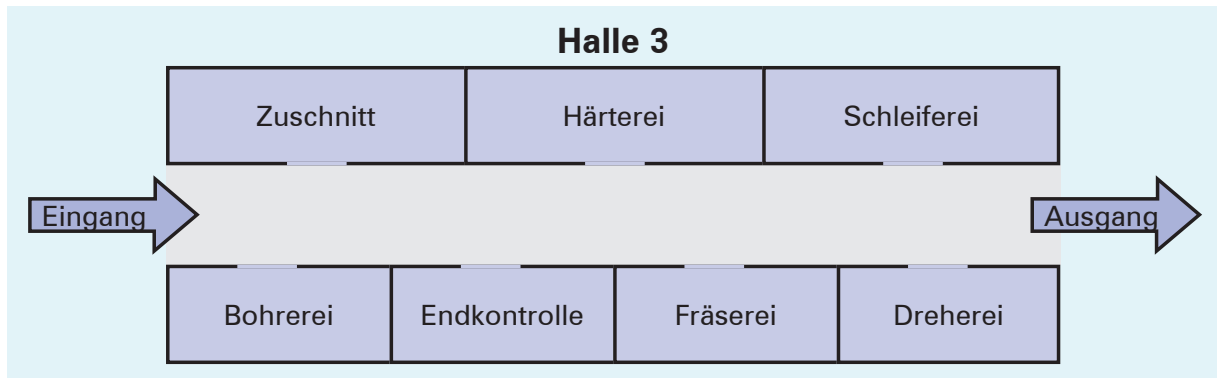 Halle 3
Zuschnitt
Härterei
Schleiferei
Eingang
Ausgang
Bohrerei
Endkontrolle
Fräserei
Dreherei